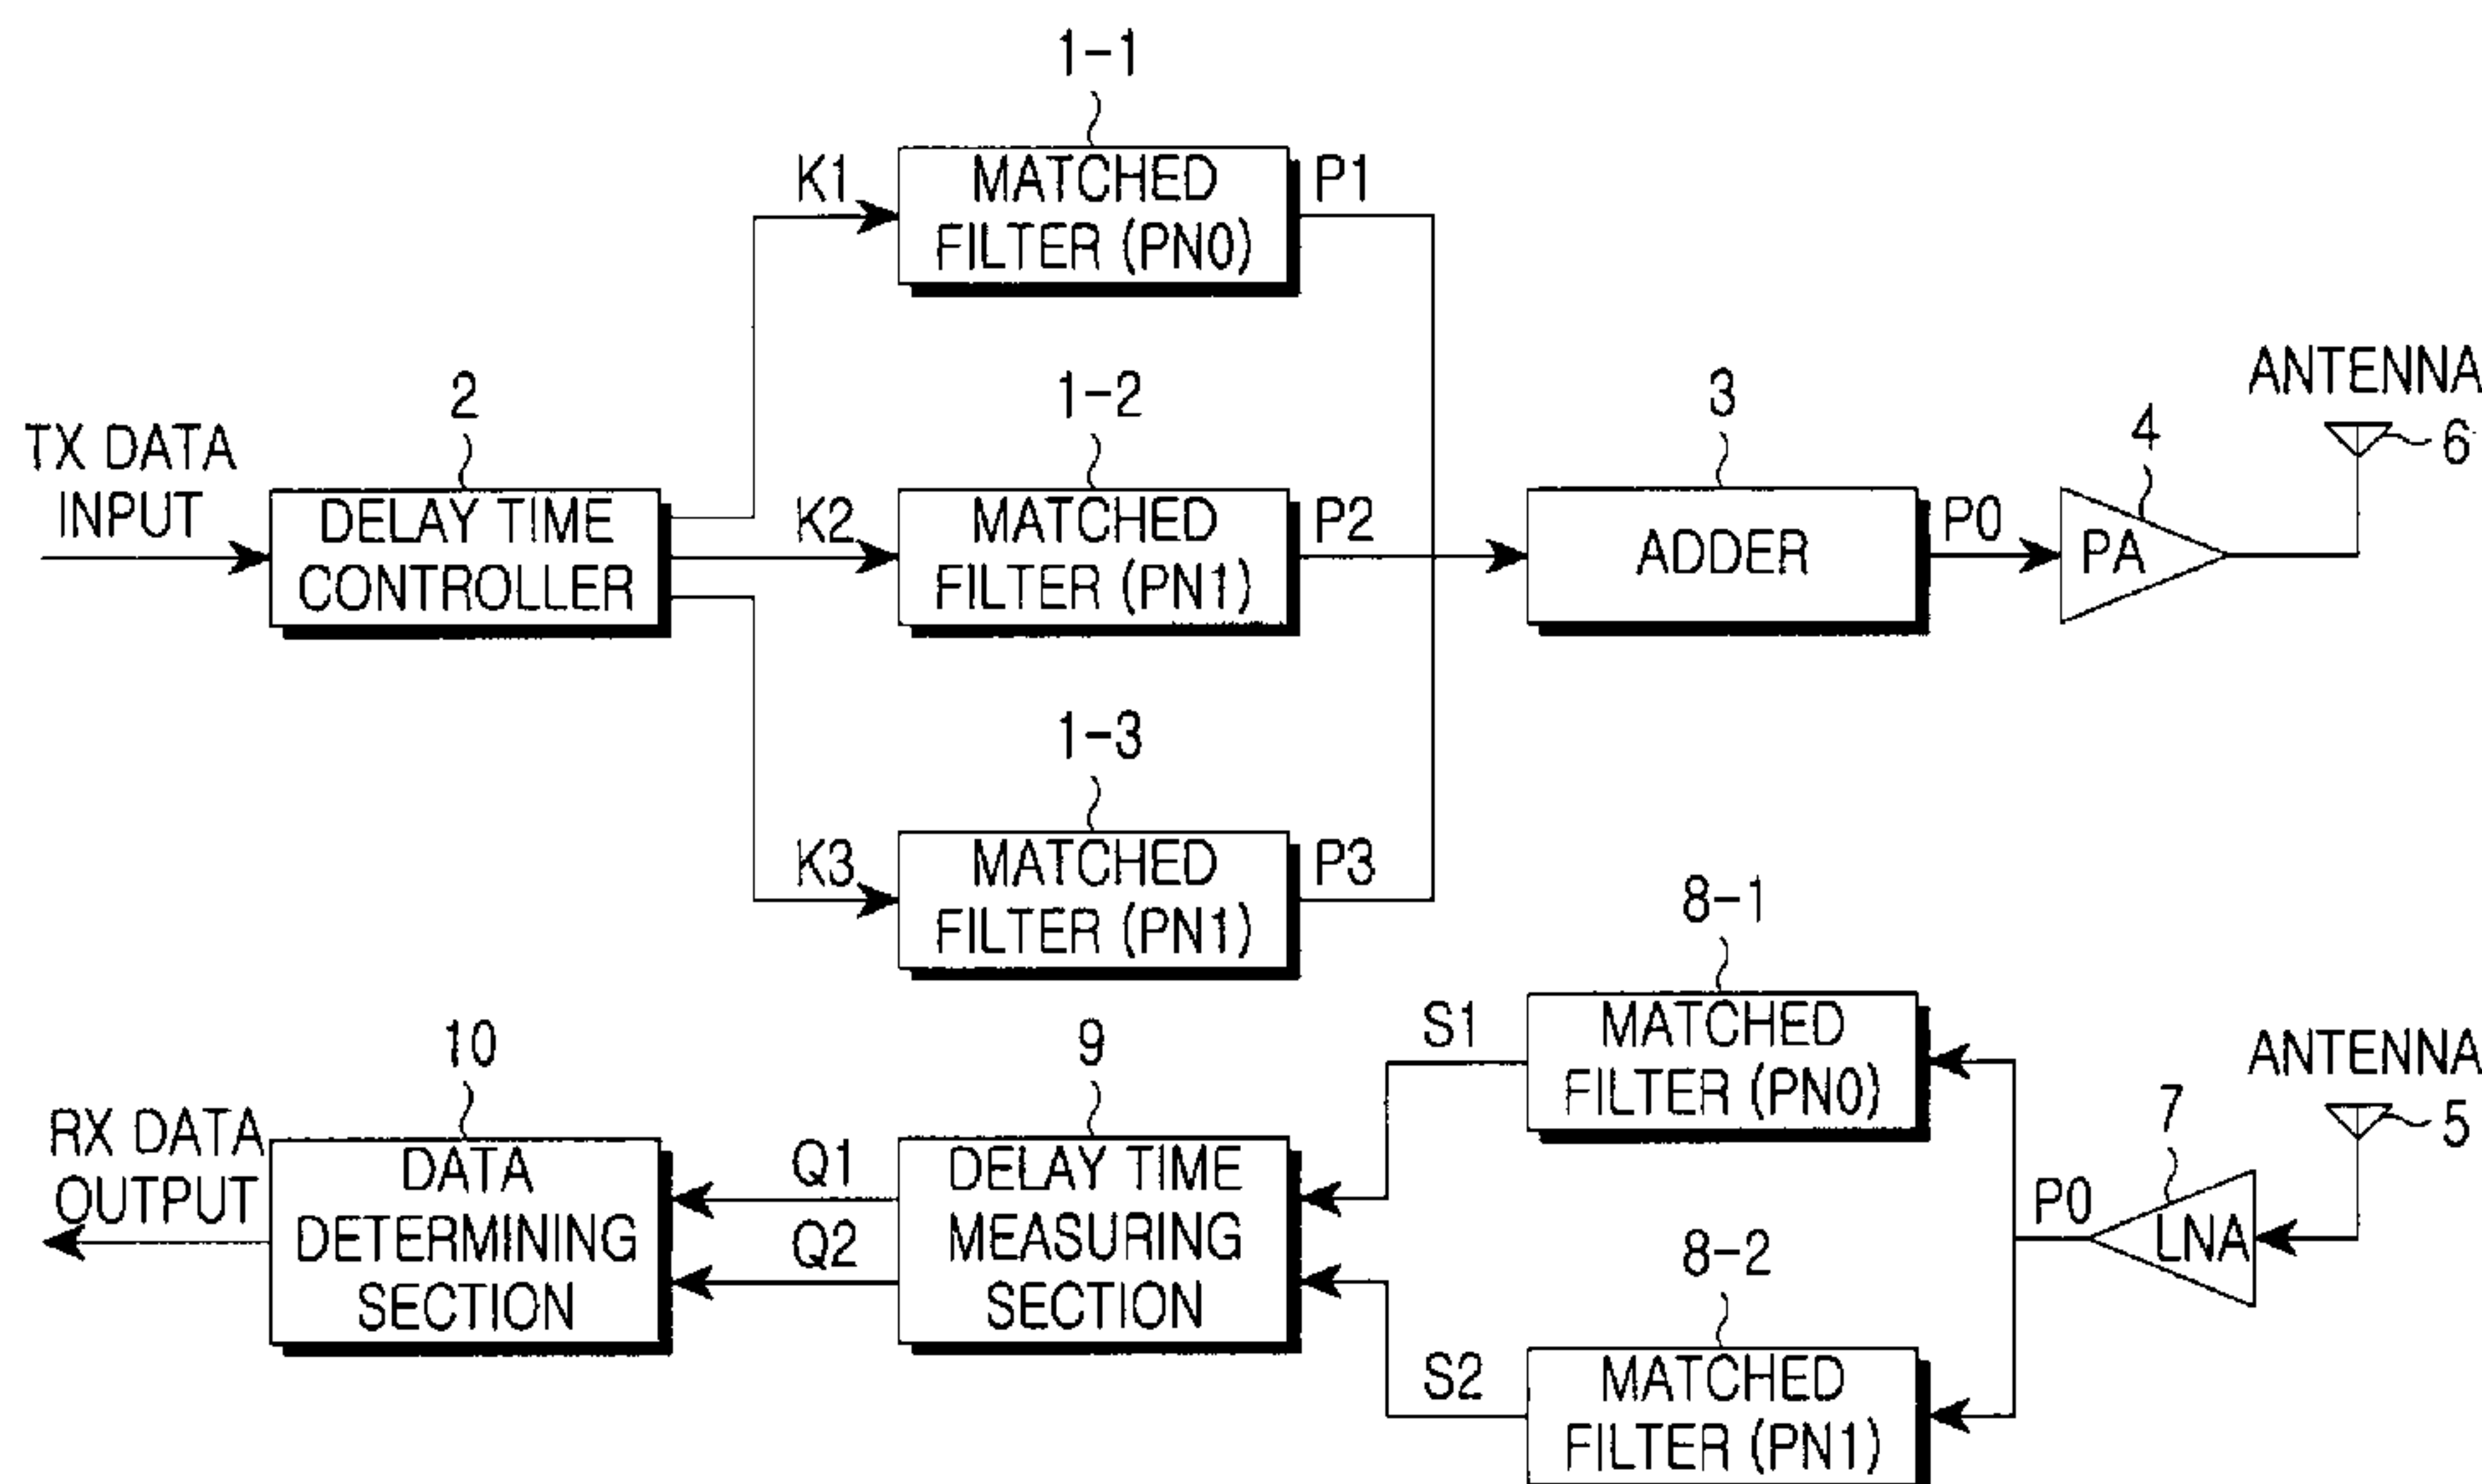 1-1
K1
MATCHED
FILTER (PN0)
P1
TX DATA
INPUT
2
DELAY TIME
CONTROLLER
1-2
K2
MATCHED
FILTER (PN1)
P2
3
ADDER
P0
4
PA
ANTENNA
6
1-3
K3
MATCHED
FILTER (PN1)
P3
8-1
S1
MATCHED
FILTER (PN0)
ANTENNA
5
7
LNA
P0
8-2
S2
MATCHED
FILTER (PN1)
9
DELAY TIME
MEASURING
SECTION
Q1
Q2
10
DATA
DETERMINING
SECTION
RX DATA
OUTPUT